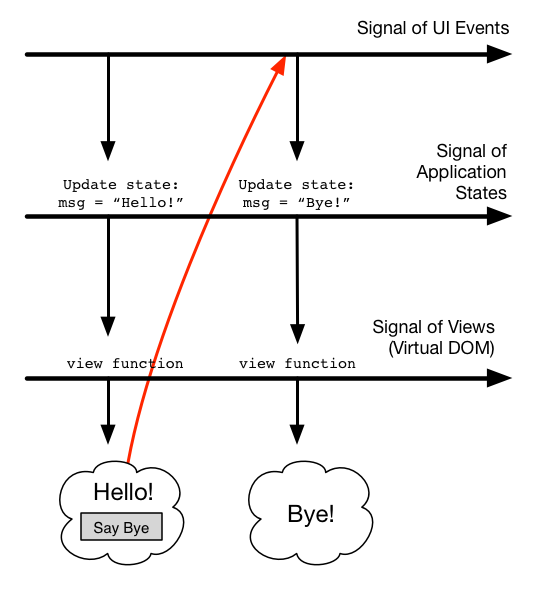 Signal of UI Events
Signal of
Application
States
Update state:
msg = “Hello!”
Update state:
msg = “Bye!”
Signal of Views
(Virtual DOM)
view function
view function
Hello!
Say Bye
Bye!